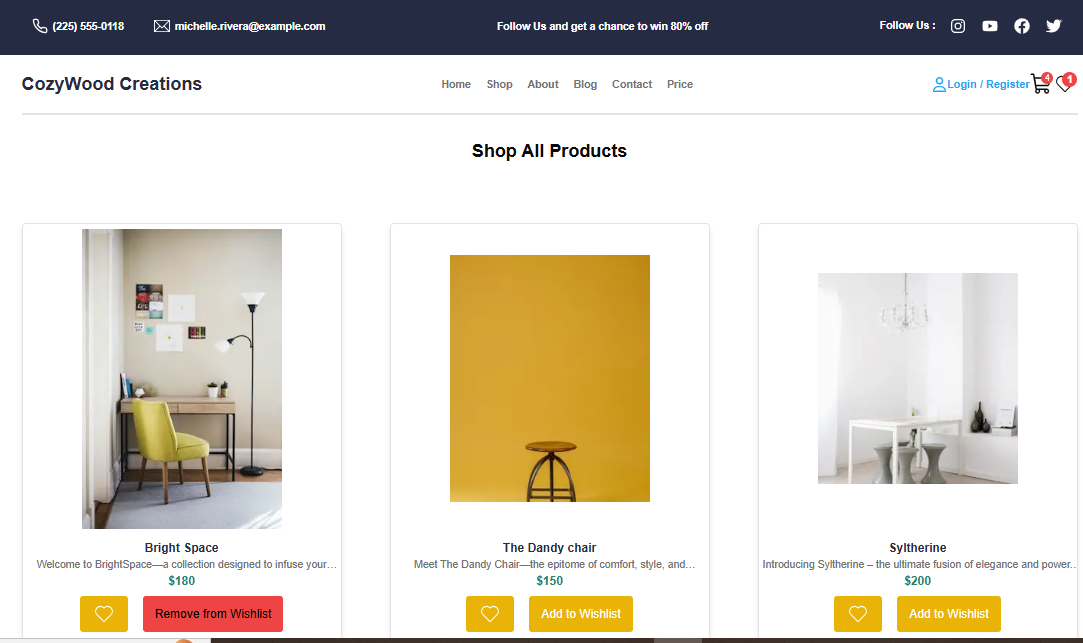 (225) 555-0118 michelle.rivera@example.com Follow Us and get a chance to win 80% off Follow Us :
CozyWood Creations Home Shop About Blog Contact Price Login / Register 4 1
Shop All Products
Bright Space
Welcome to BrightSpace—a collection designed to infuse your...
$180
Remove from Wishlist
The Dandy chair
Meet The Dandy Chair—the epitome of comfort, style, and...
$150
Add to Wishlist
Syltherine
Introducing Syltherine – the ultimate fusion of elegance and power..
$200
Add to Wishlist